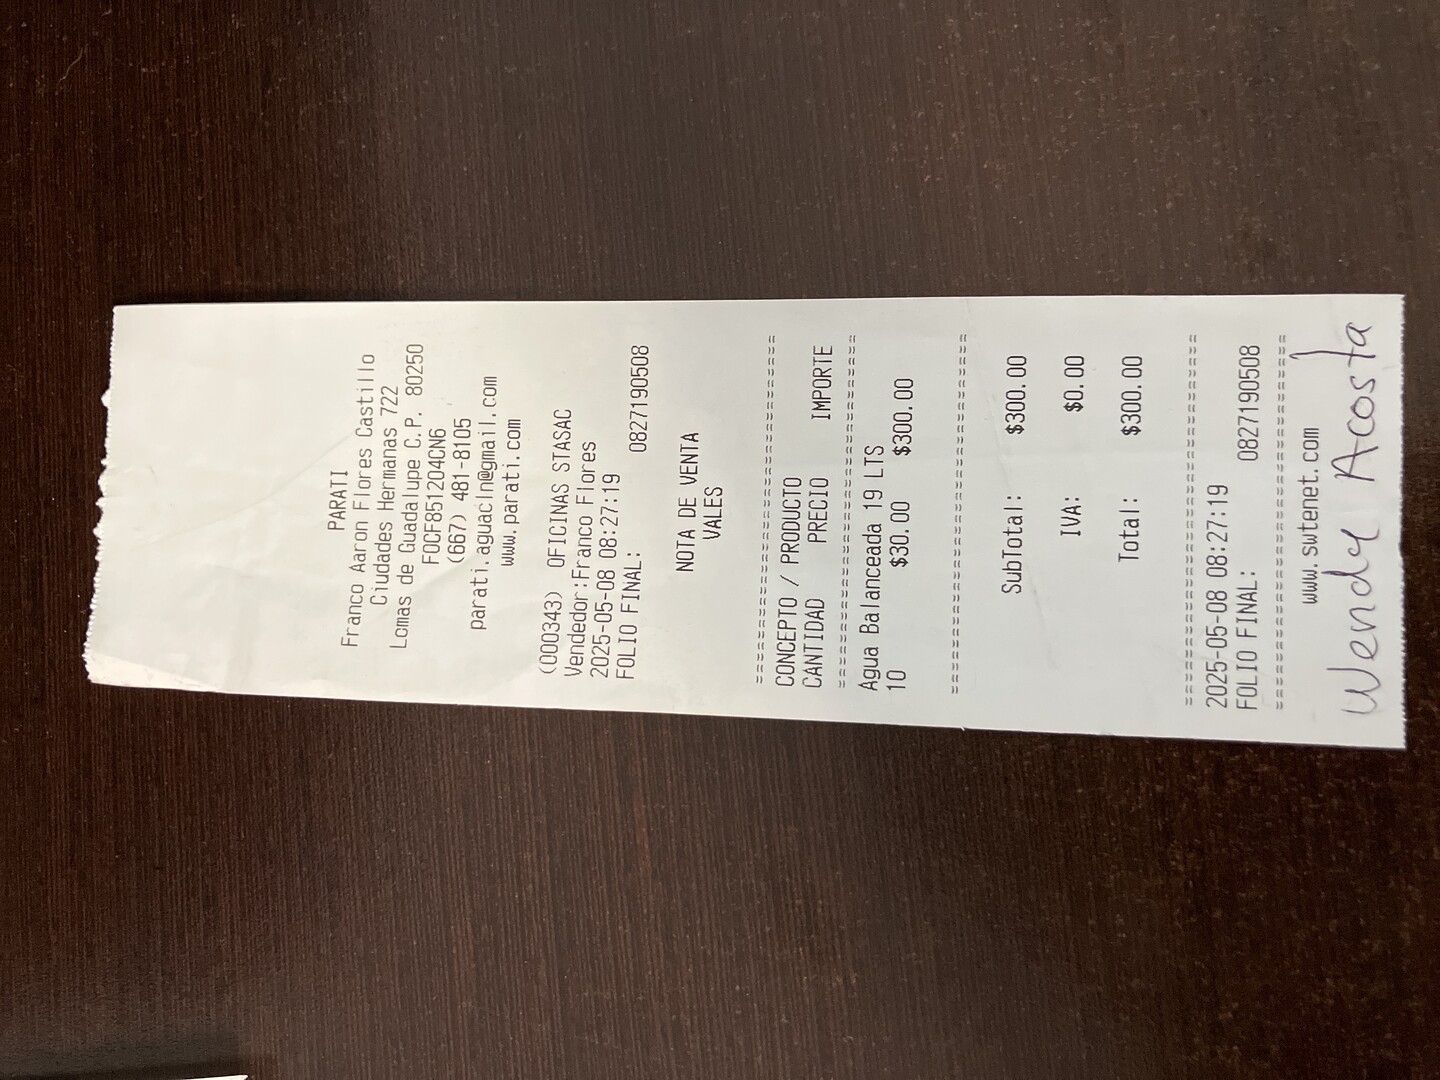 PARATI
Franco Aaron Flores Castillo
Ciudades Hermanas 722
Lomas de Guadalupe C.P. 80250
FOCF851204CN6
(667) 481-8105
parati.aguacln@gmail.com
www.parati.com
(000343) OFICINAS STASAC
Vendedor:Franco Flores
2025-05-08 08:27:19
FOLIO FINAL: 0827190508
NOTA DE VENTA
VALES
================================
CONCEPTO / PRODUCTO
CANTIDAD PRECIO IMPORTE
================================
Agua Balanceada 19 LTS
10 $30.00 $300.00
================================
SubTotal: $300.00
IVA: $0.00
Total: $300.00
================================
2025-05-08 08:27:19
FOLIO FINAL: 0827190508
================================
www.swtenet.com
Wendy Acosta